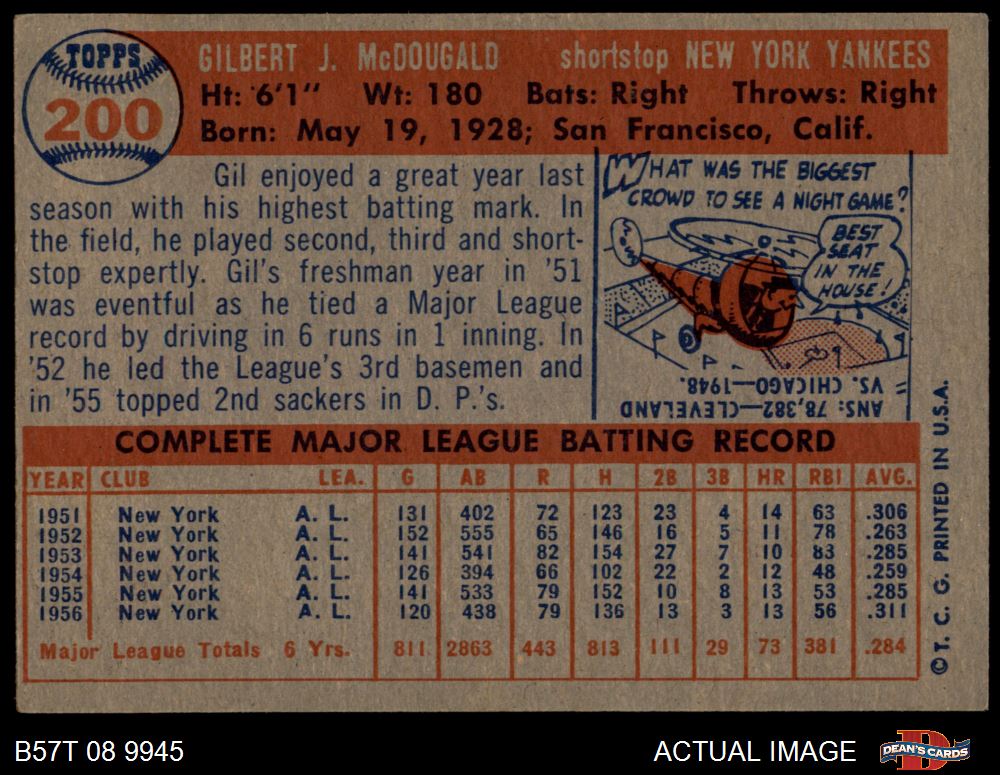 TOPPS
200
GILBERT J. McDOUGALD shortstop NEW YORK YANKEES
Ht: 6'1" Wt: 180 Bats: Right Throws: Right
Born: May 19, 1928; San Francisco, Calif.
Gil enjoyed a great year last
season with his highest batting mark. In
the field, he played second, third and short-
stop expertly. Gil's freshman year in '51
was eventful as he tied a Major League
record by driving in 6 runs in 1 inning. In
'52 he led the League's 3rd basemen and
in '55 topped 2nd sackers in D. P.'s.
WHAT WAS THE BIGGEST
CROWD TO SEE A NIGHT GAME?
BEST
SEAT
IN THE
HOUSE!
ANS: 78,382—CLEVELAND
VS. CHICAGO—1948.
COMPLETE MAJOR LEAGUE BATTING RECORD
YEAR CLUB LEA. G AB R H 2B 3B HR RBI AVG.
1951 New York A. L. 131 402 72 123 23 4 14 63 .306
1952 New York A. L. 152 555 65 146 16 5 11 78 .263
1953 New York A. L. 141 541 82 154 27 7 10 83 .285
1954 New York A. L. 126 394 66 102 22 2 12 48 .259
1955 New York A. L. 141 533 79 152 10 8 13 53 .285
1956 New York A. L. 120 438 79 136 13 3 13 56 .311
Major League Totals 6 Yrs. 811 2863 443 813 111 29 73 381 .284
©T. C. G. PRINTED IN U.S.A.
B57T 08 9945
ACTUAL IMAGE
DEAN'S CARDS